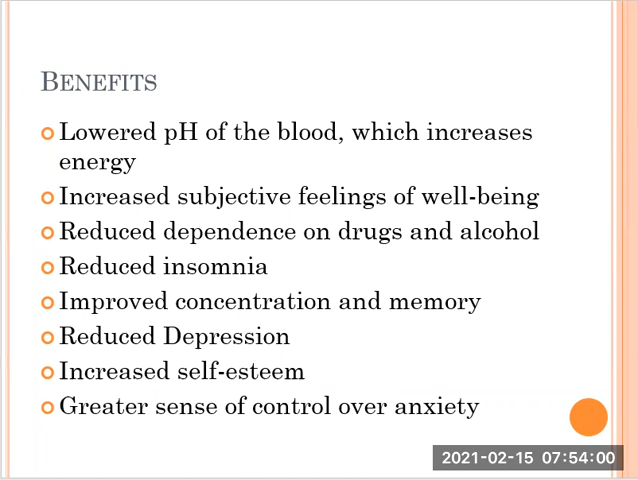 Benefits
Lowered pH of the blood, which increases
energy
Increased subjective feelings of well-being
Reduced dependence on drugs and alcohol
Reduced insomnia
Improved concentration and memory
Reduced Depression
Increased self-esteem
Greater sense of control over anxiety
2021-02-15 07:54:00